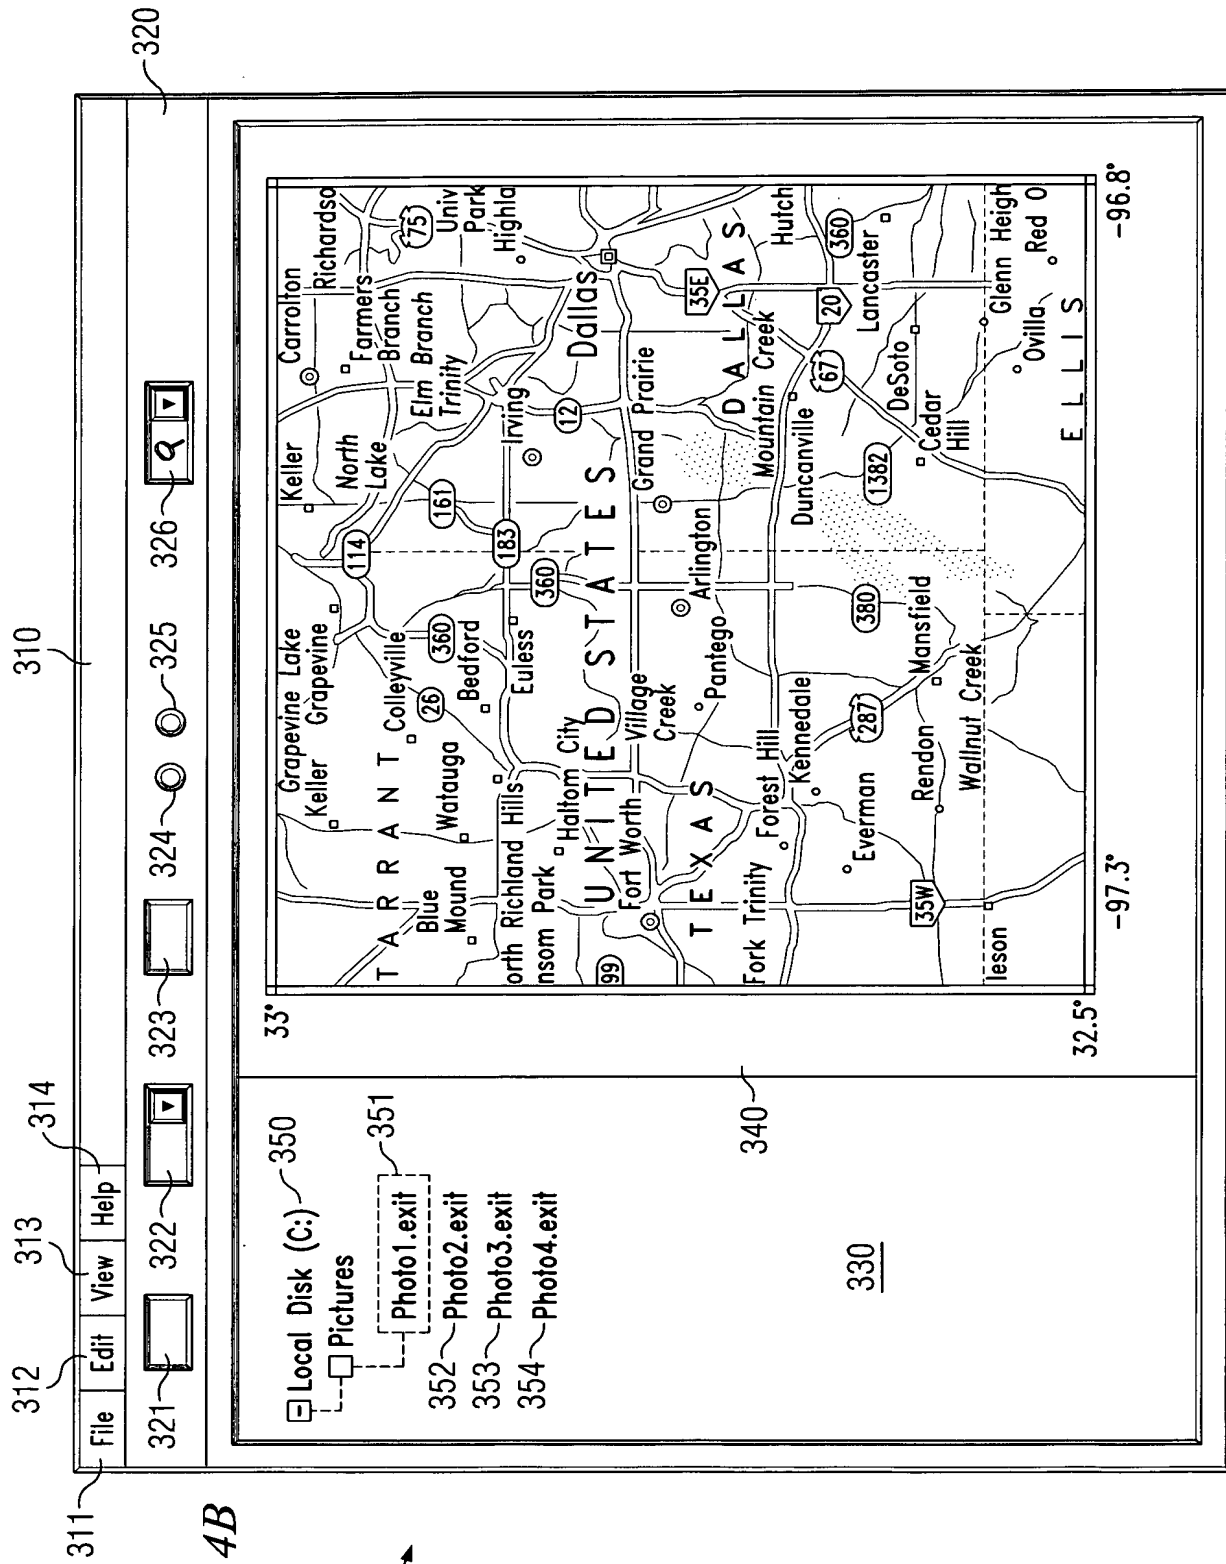 4B
310
311
312
313
314
File
Edit
View
Help
320
321
322
323
324
325
326
Local Disk (C:)
350
Pictures
Photo1.exit
351
352
Photo2.exit
353
Photo3.exit
354
Photo4.exit
330
340
33°
32.5°
-97.3°
-96.8°
Grapevine Lake
Keller
Grapevine
Keller
Carrolton
Richardso
TARRANT
Colleyville
114
North
Lake
Farmers
Branch
75
Blue
Mound
Watauga
26
360
Bedford
161
Elm Branch
Trinity
Univ
Park
Highla
orth Richland Hills
Euless
183
Irving
nsom Park
Haltom City
360
12
Dallas
UNITED STATES
99
Fort Worth
Village
Creek
Grand Prairie
TEXAS
Pantego
Arlington
35E
DALLAS
Fork Trinity
Forest Hill
Kennedale
Mountain Creek
Duncanville
Hutch
20
67
360
Everman
287
380
1382
Lancaster
DeSoto
35W
Rendon
Mansfield
Cedar
Hill
Wallnut Creek
leson
Glenn Heigh
Ovilla
Red O
ELLIS